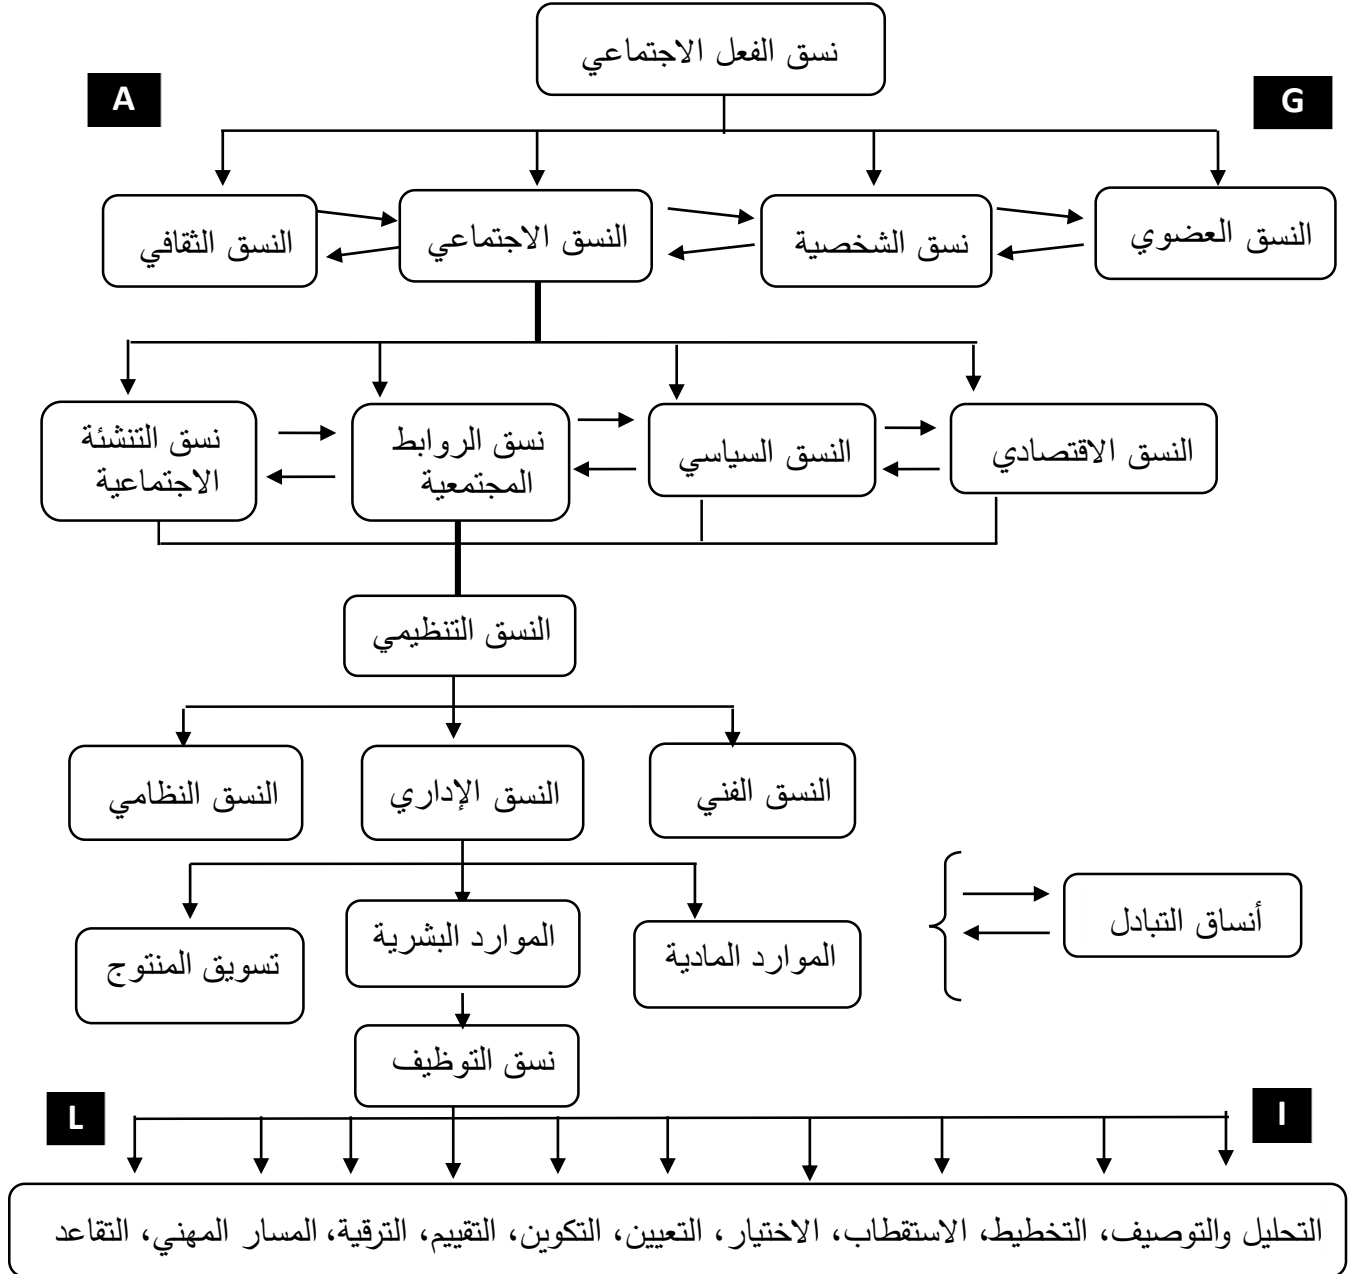 نسق الفعل الاجتماعي
G
A
النسق العضوي
نسق الشخصية
النسق الاجتماعي
النسق الثقافي
النسق الاقتصادي
النسق السياسي
نسق الروابط
المجتمعية
نسق التنشئة
الاجتماعية
النسق التنظيمي
النسق الفني
النسق الإداري
النسق النظامي
أنساق التبادل
الموارد المادية
الموارد البشرية
تسويق المنتوج
نسق التوظيف
I
L
التحليل والتوصيف، التخطيط، الاستقطاب، الاختيار، التعيين، التكوين، التقييم، الترقية، المسار المهني، التقاعد